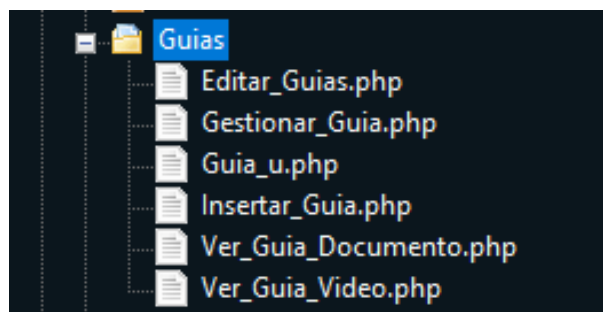 Guias
Editar_Guias.php
Gestionar_Guia.php
Guia_u.php
Insertar_Guia.php
Ver_Guia_Documento.php
Ver_Guia_Video.php